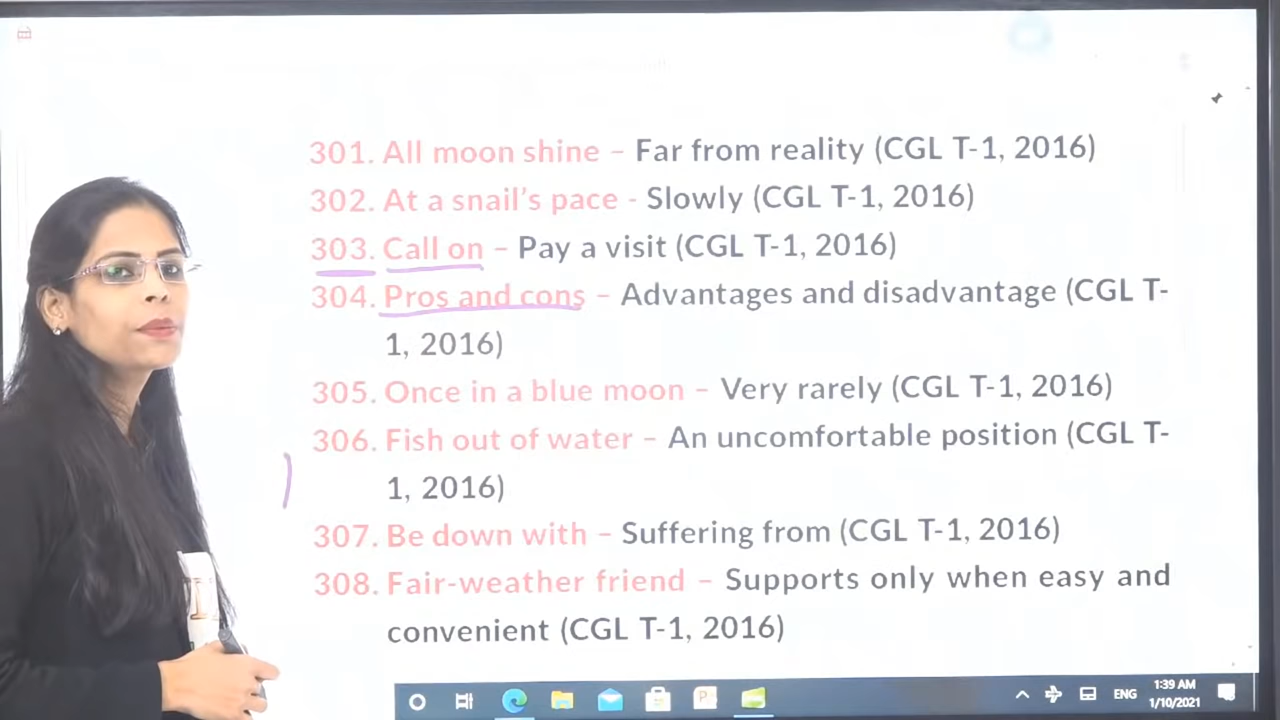 301. All moon shine – Far from reality (CGL T-1, 2016)
302. At a snail's pace - Slowly (CGL T-1, 2016)
303. Call on – Pay a visit (CGL T-1, 2016)
304. Pros and cons – Advantages and disadvantage (CGL T-
1, 2016)
305. Once in a blue moon – Very rarely (CGL T-1, 2016)
306. Fish out of water – An uncomfortable position (CGL T-
1, 2016)
307. Be down with – Suffering from (CGL T-1, 2016)
308. Fair-weather friend – Supports only when easy and
convenient (CGL T-1, 2016)
ENG
1:39 AM
1/10/2021